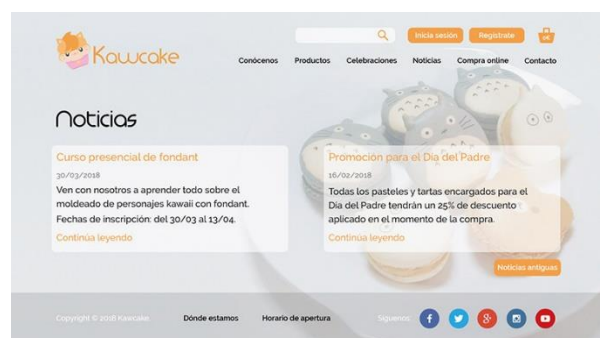 Kawcake
Inicia sesión
Regístrate
0€
Conócenos Productos Celebraciones Noticias Compra online Contacto
Noticias
Curso presencial de fondant
30/03/2018
Ven con nosotros a aprender todo sobre el
moldeado de personajes kawaii con fondant.
Fechas de inscripción: del 30/03 al 13/04.
Continúa leyendo
Promoción para el Día del Padre
16/02/2018
Todas los pasteles y tartas encargados para el
Día del Padre tendrán un 25% de descuento
aplicado en el momento de la compra.
Continúa leyendo
Noticias antiguas
Copyright © 2018 Kawcake
Dónde estamos
Horario de apertura
Síguenos: